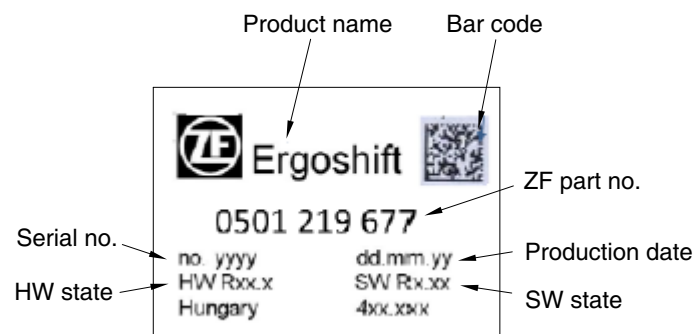 Product name Bar code
ZF Ergoshift
ZF part no.
0501 219 677
Serial no. no. yyyy dd.mm.yy Production date
HW state HW Rxx.x SW Rx.xx SW state
Hungary 4xx.xxx